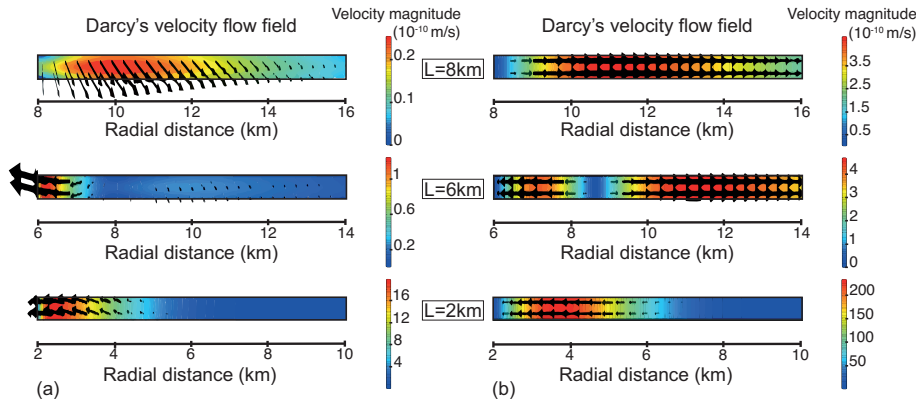 Darcy's velocity flow field
Velocity magnitude
(10⁻¹⁰ m/s)
0.2
0.1
0
8 10 12 14 16
Radial distance (km)
1
0.6
0.2
6 8 10 12 14
Radial distance (km)
16
12
8
4
2 4 6 8 10
Radial distance (km)
(a)
L=8km
L=6km
L=2km
Darcy's velocity flow field
Velocity magnitude
(10⁻¹⁰ m/s)
3.5
2.5
1.5
0.5
8 10 12 14 16
Radial distance (km)
4
3
2
1
0
6 8 10 12 14
Radial distance (km)
200
150
100
50
2 4 6 8 10
Radial distance (km)
(b)